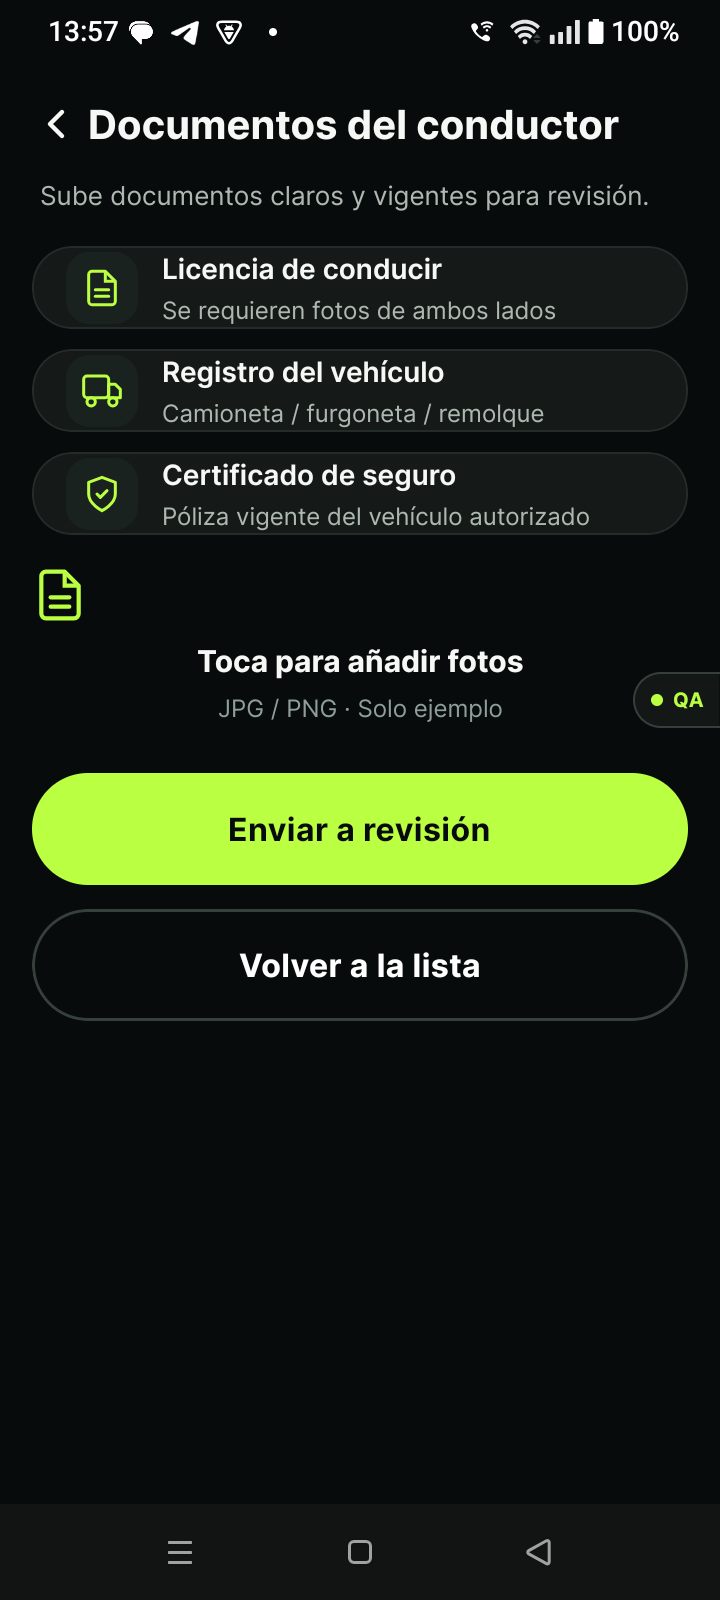 13:57
100%
Documentos del conductor
Sube documentos claros y vigentes para revisión.
Licencia de conducir
Se requieren fotos de ambos lados
Registro del vehículo
Camioneta / furgoneta / remolque
Certificado de seguro
Póliza vigente del vehículo autorizado
Toca para añadir fotos
JPG / PNG · Solo ejemplo
QA
Enviar a revisión
Volver a la lista